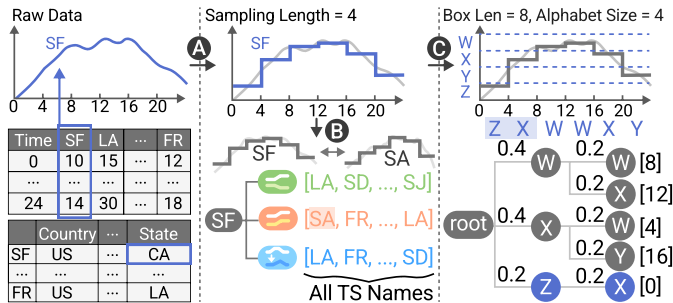 Raw Data
SF
0 4 8 12 16 20
Time SF LA ... FR
0 10 15 ... 12
... ... ...
24 14 30 ... 18
Country ... State
SF US ... CA
... ... ...
FR US ... LA
A
Sampling Length = 4
SF
0 4 8 12 16 20
B
SF
SA
SF
[LA, SD, ..., SJ]
[SA, FR, ..., LA]
[LA, FR, ..., SD]
All TS Names
C
Box Len = 8, Alphabet Size = 4
W
X
Y
Z
0 4 8 12 16 20
Z X W W X Y
root
0.4 W 0.2 W [8]
0.2 X [12]
0.4 X 0.2 W [4]
0.2 Y [16]
0.2 Z 0.2 X [0]